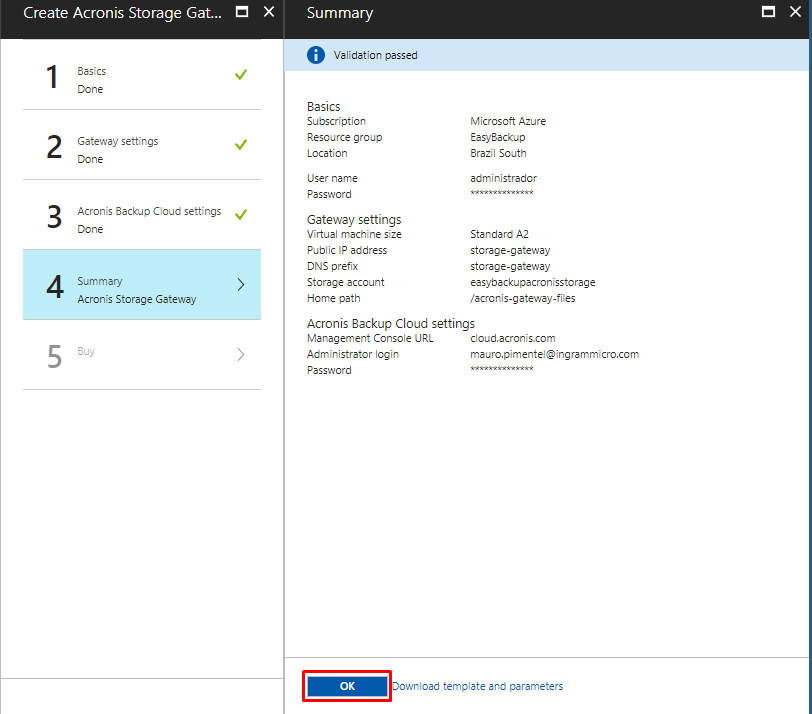 Create Acronis Storage Gat...
1
Basics
Done
2
Gateway settings
Done
3
Acronis Backup Cloud settings
Done
4
Summary
Acronis Storage Gateway
5
Buy
Summary
Validation passed
Basics
Subscription Microsoft Azure
Resource group EasyBackup
Location Brazil South
User name administrador
Password **************
Gateway settings
Virtual machine size Standard A2
Public IP address storage-gateway
DNS prefix storage-gateway
Storage account easybackupacronisstorage
Home path /acronis-gateway-files
Acronis Backup Cloud settings
Management Console URL cloud.acronis.com
Administrator login mauro.pimentel@ingrammicro.com
Password **************
OK Download template and parameters